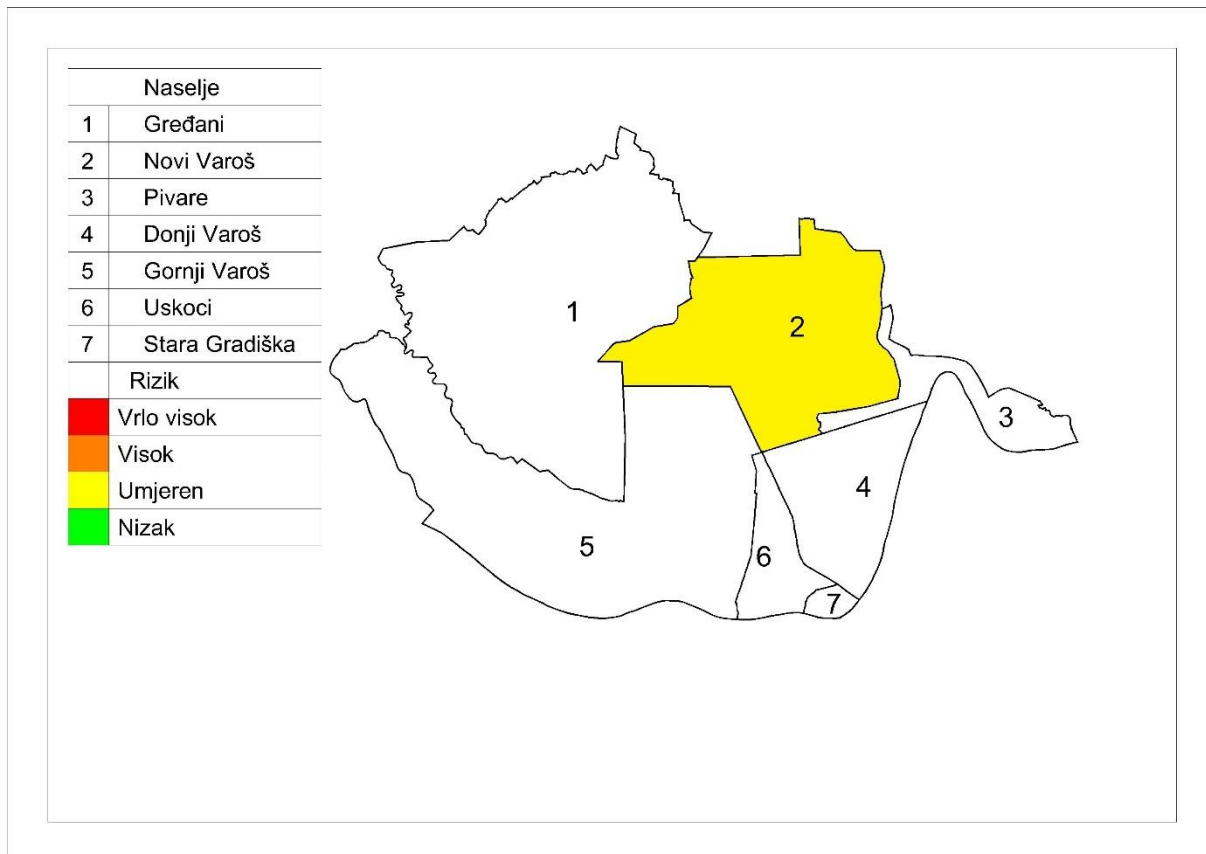 Naselje
1 Gređani
2 Novi Varoš
3 Pivare
4 Donji Varoš
5 Gornji Varoš
6 Uskoci
7 Stara Gradiška
Rizik
Vrlo visok
Visok
Umjeren
Nizak
1
2
3
4
5
6
7